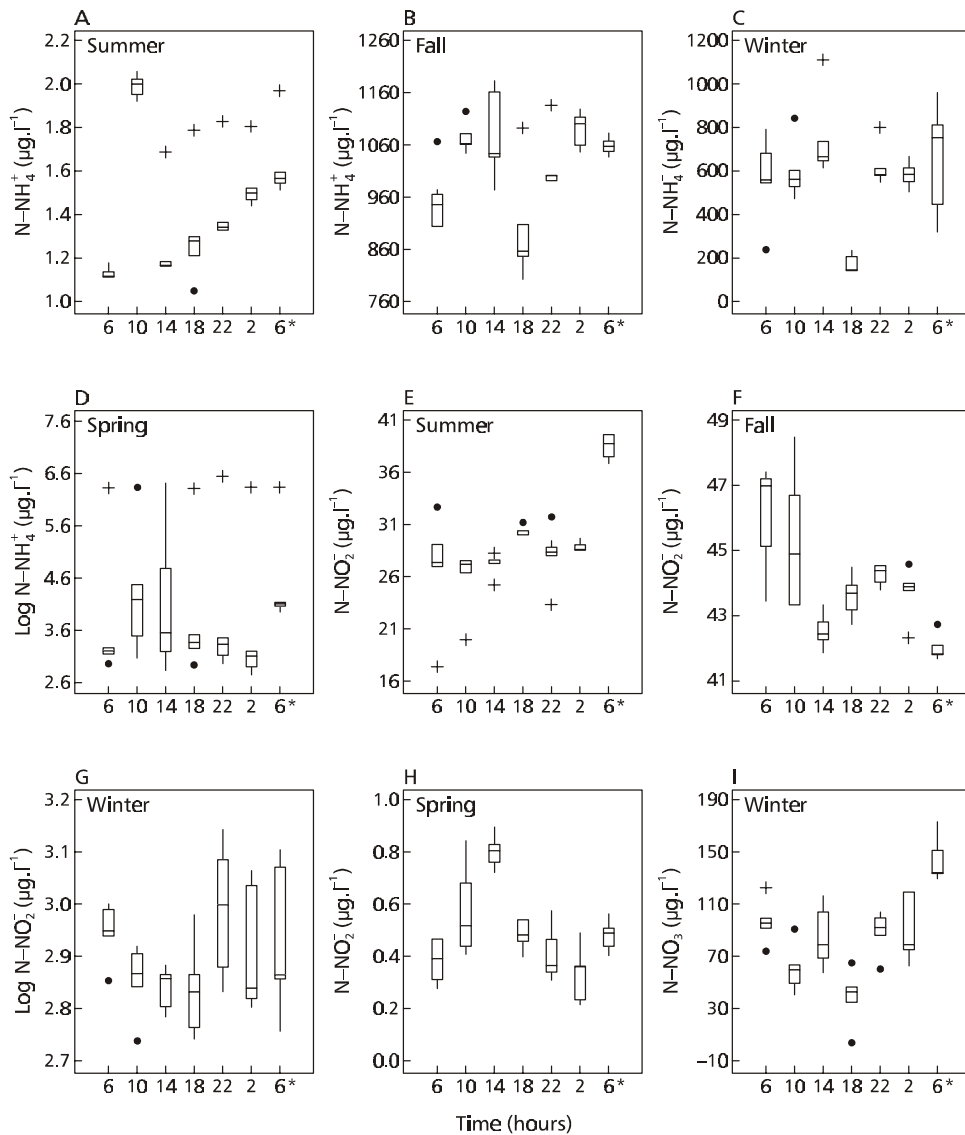 A
B
C
Summer
Fall
Winter
N–NH₄⁺ (µg.l⁻¹)
2.2
2.0
1.8
1.6
1.4
1.2
1.0
6 10 14 18 22 2 6*
N–NH₄⁺ (µg.l⁻¹)
1260
1160
1060
960
860
760
6 10 14 18 22 2 6*
N–NH₄⁻ (µg.l⁻¹)
1200
1000
800
600
400
200
0
6 10 14 18 22 2 6*
D
E
F
Spring
Summer
Fall
Log N–NH₄⁺ (µg.l⁻¹)
7.6
6.6
5.6
4.6
3.6
2.6
6 10 14 18 22 2 6*
N–NO₂⁻ (µg.l⁻¹)
41
36
31
26
21
16
6 10 14 18 22 2 6*
N–NO₂⁻ (µg.l⁻¹)
49
47
45
43
41
6 10 14 18 22 2 6*
G
H
I
Winter
Spring
Winter
Log N–NO₂⁻ (µg.l⁻¹)
3.2
3.1
3.0
2.9
2.8
2.7
6 10 14 18 22 2 6*
N–NO₂⁻ (µg.l⁻¹)
1.0
0.8
0.6
0.4
0.2
0.0
6 10 14 18 22 2 6*
N–NO₃ (µg.l⁻¹)
190
150
110
70
30
–10
6 10 14 18 22 2 6*
Time (hours)